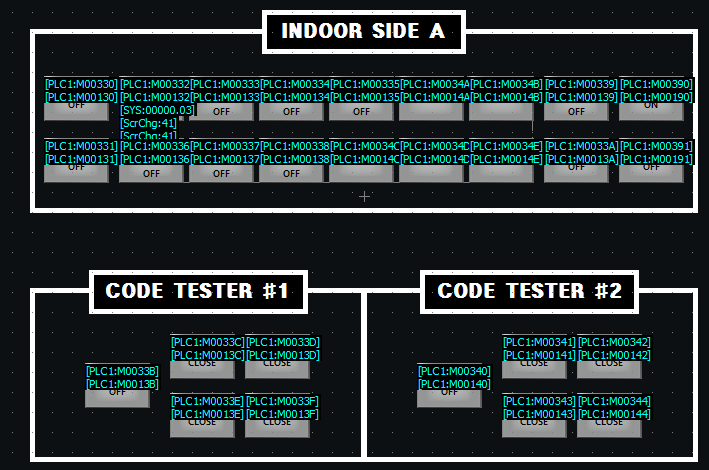 INDOOR SIDE A
[PLC1:M00330] [PLC1:M00332] [PLC1:M00333] [PLC1:M00334] [PLC1:M00335] [PLC1:M0034A] [PLC1:M0034B] [PLC1:M00339] [PLC1:M00390]
[PLC1:M00130] [PLC1:M00132] [PLC1:M00133] [PLC1:M00134] [PLC1:M00135] [PLC1:M0014A] [PLC1:M0014B] [PLC1:M00139] [PLC1:M00190]
OFF [SYS:00000.03] OFF OFF OFF OFF ON
[ScrChg:41]
[ScrChg:41]
[PLC1:M00331] [PLC1:M00336] [PLC1:M00337] [PLC1:M00338] [PLC1:M0034C] [PLC1:M0034D] [PLC1:M0034E] [PLC1:M0033A] [PLC1:M00391]
[PLC1:M00131] [PLC1:M00136] [PLC1:M00137] [PLC1:M00138] [PLC1:M0014C] [PLC1:M0014D] [PLC1:M0014E] [PLC1:M0013A] [PLC1:M00191]
OFF OFF OFF OFF OFF OFF
CODE TESTER #1
[PLC1:M0033C] [PLC1:M0033D]
[PLC1:M0013C] [PLC1:M0013D]
CLOSE CLOSE
[PLC1:M0033B]
[PLC1:M0013B]
OFF
[PLC1:M0033E] [PLC1:M0033F]
[PLC1:M0013E] [PLC1:M0013F]
CLOSE CLOSE
CODE TESTER #2
[PLC1:M00341] [PLC1:M00342]
[PLC1:M00141] [PLC1:M00142]
CLOSE CLOSE
[PLC1:M00340]
[PLC1:M00140]
OFF
[PLC1:M00343] [PLC1:M00344]
[PLC1:M00143] [PLC1:M00144]
CLOSE CLOSE